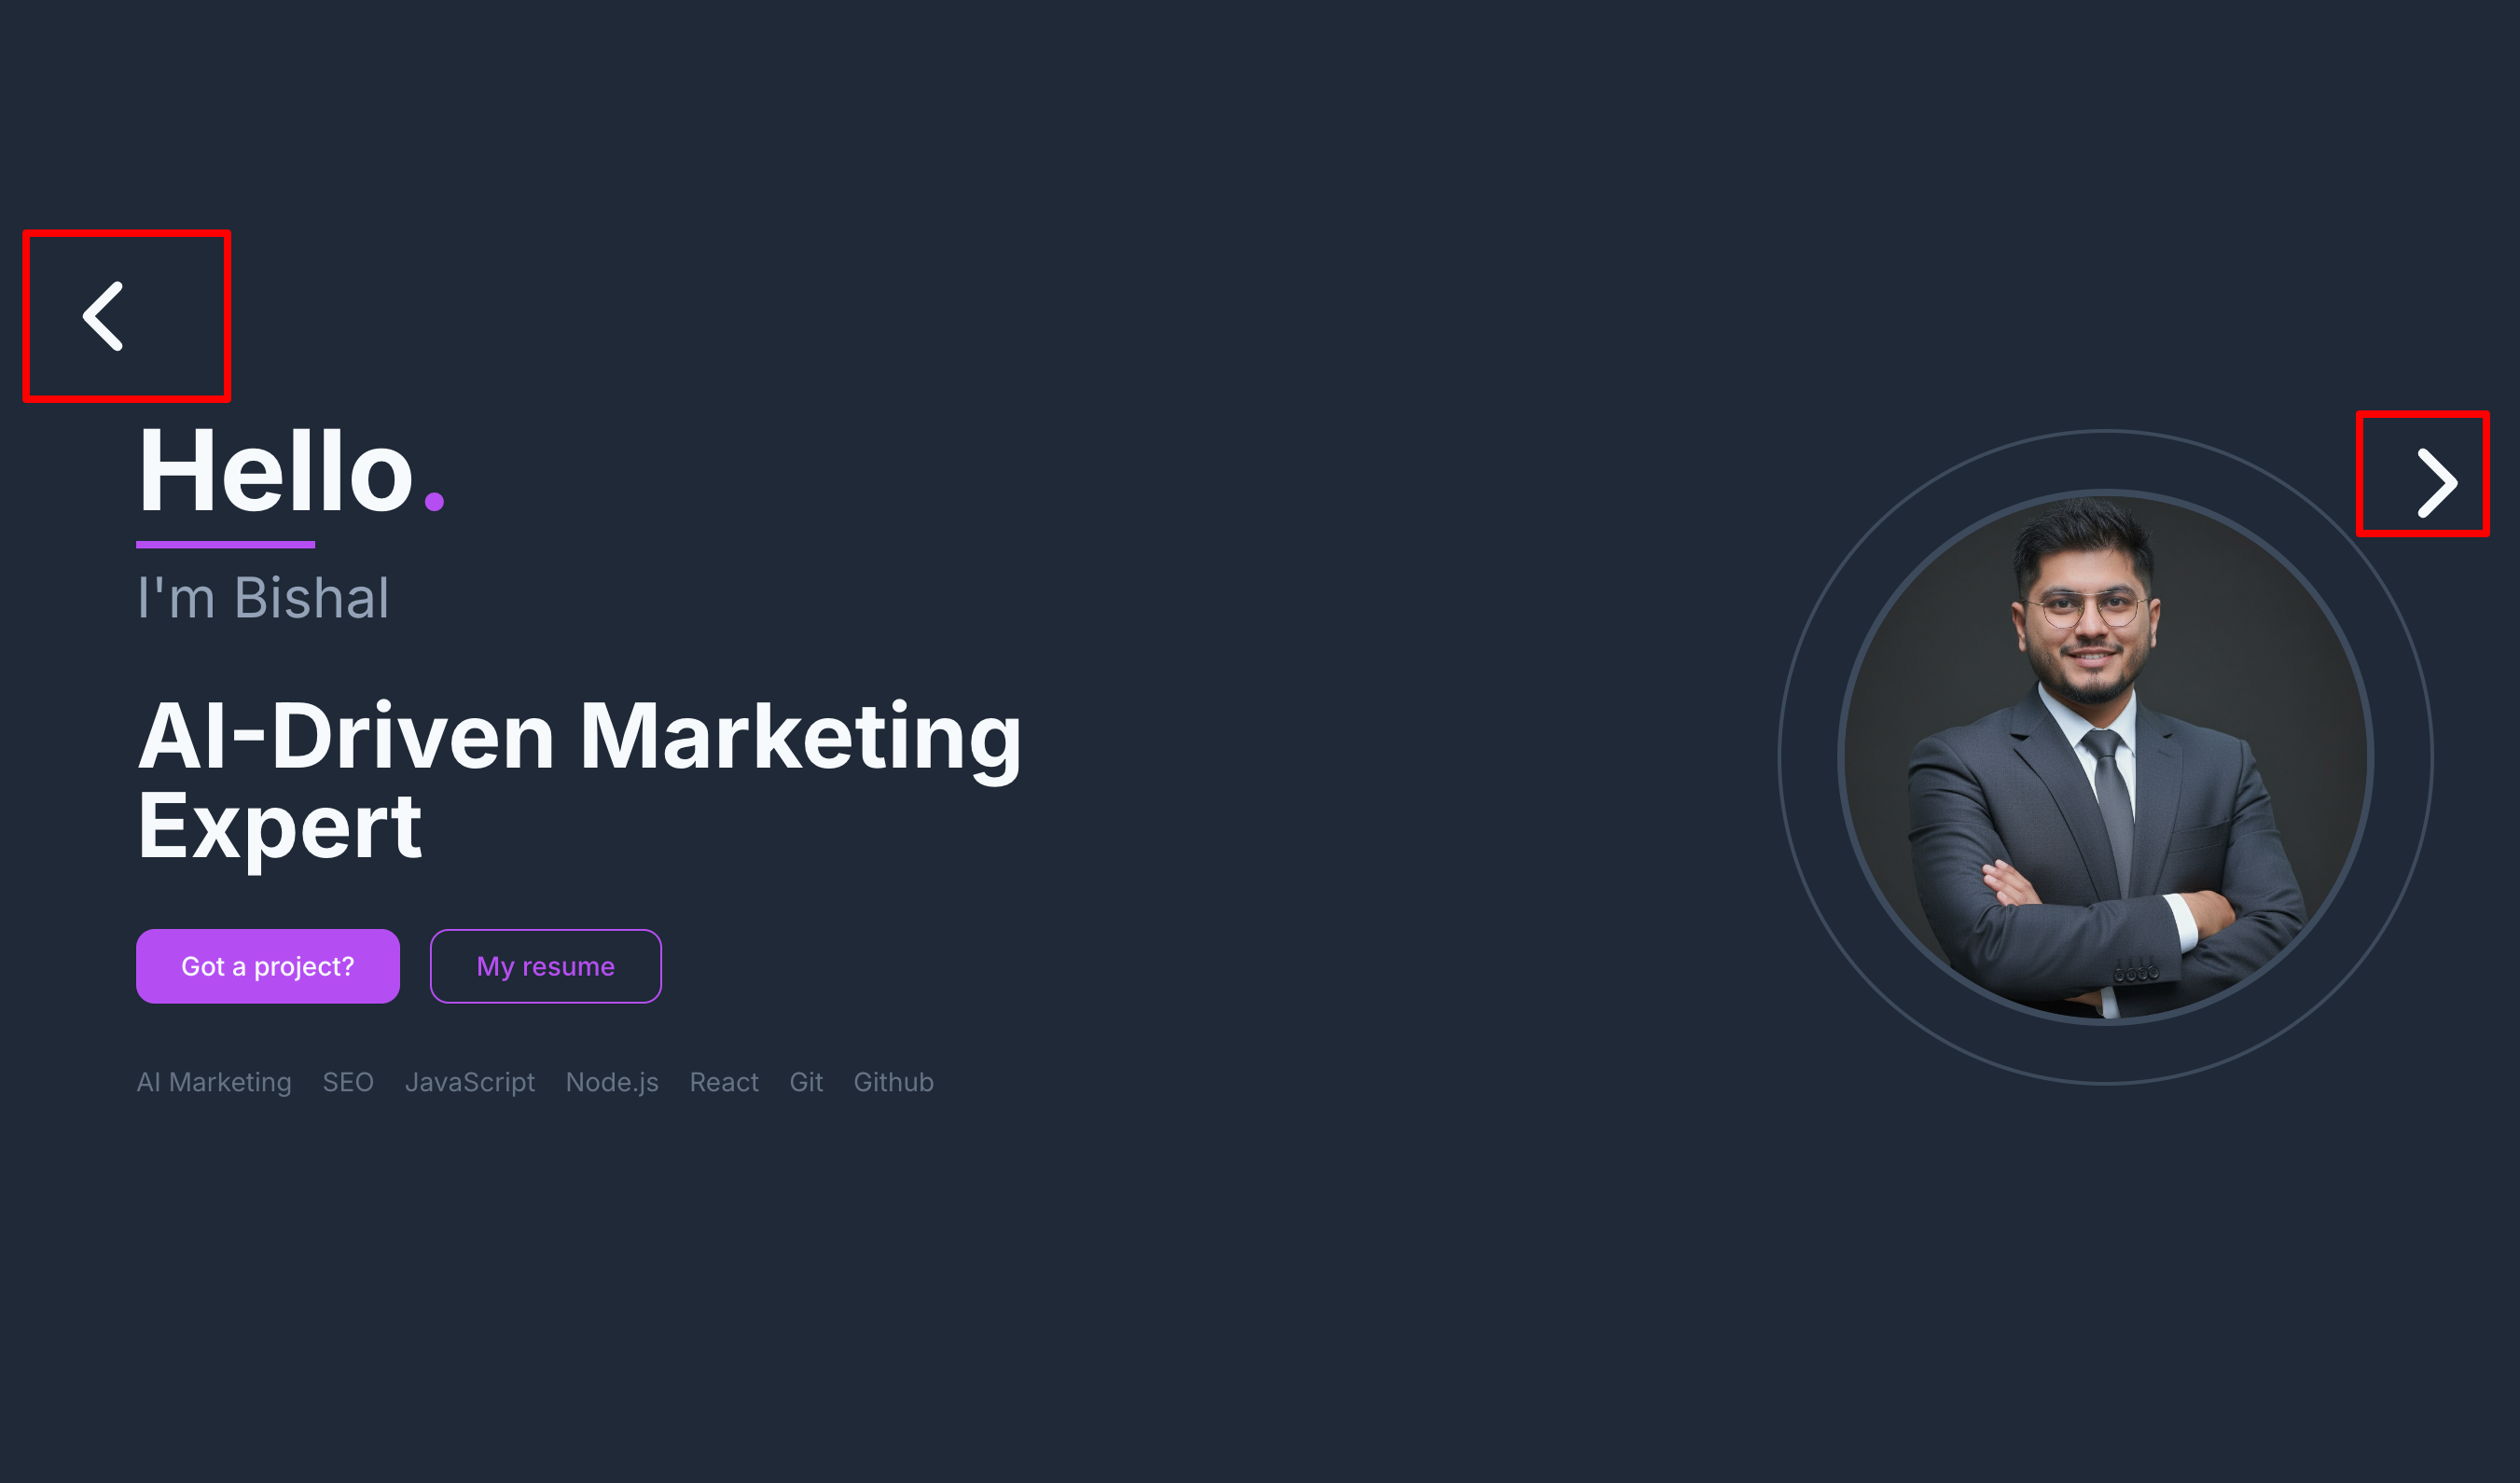 Hello.
I'm Bishal
AI-Driven Marketing
Expert
Got a project? My resume
AI Marketing SEO JavaScript Node.js React Git Github